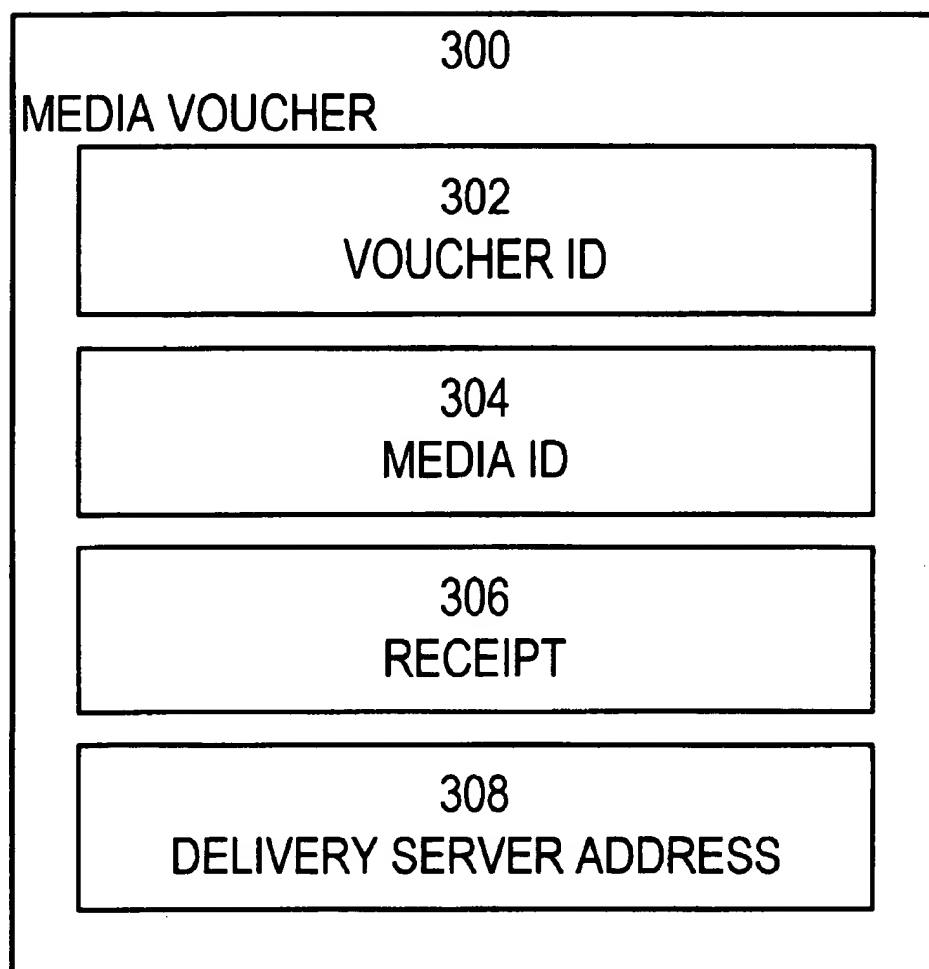 300
MEDIA VOUCHER
302
VOUCHER ID
304
MEDIA ID
306
RECEIPT
308
DELIVERY SERVER ADDRESS